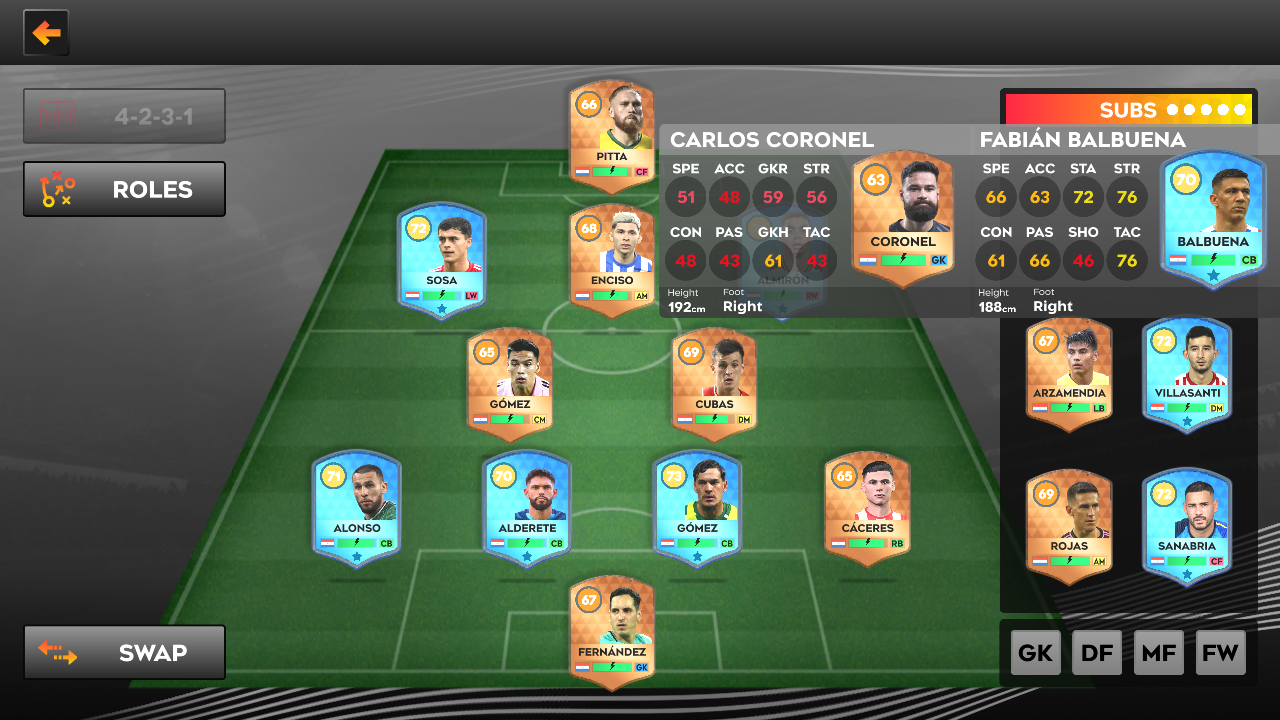 4-2-3-1
ROLES
SWAP
66
PITTA
CF
72
SOSA
LW
68
ENCISO
AM
ALMIRÓN
RW
65
GÓMEZ
CM
69
CUBAS
DM
71
ALONSO
CB
70
ALDERETE
CB
73
GÓMEZ
CB
65
CÁCERES
RB
67
FERNÁNDEZ
GK
SUBS
CARLOS CORONEL
SPE ACC GKR STR
51 48 59 56
CON PAS GKH TAC
48 43 61 43
Height Foot
192cm Right
63
CORONEL
GK
FABIÁN BALBUENA
SPE ACC STA STR
66 63 72 76
CON PAS SHO TAC
61 66 46 76
Height Foot
188cm Right
70
BALBUENA
CB
67
ARZAMENDIA
LB
72
VILLASANTI
DM
69
ROJAS
AM
72
SANABRIA
CF
GK DF MF FW